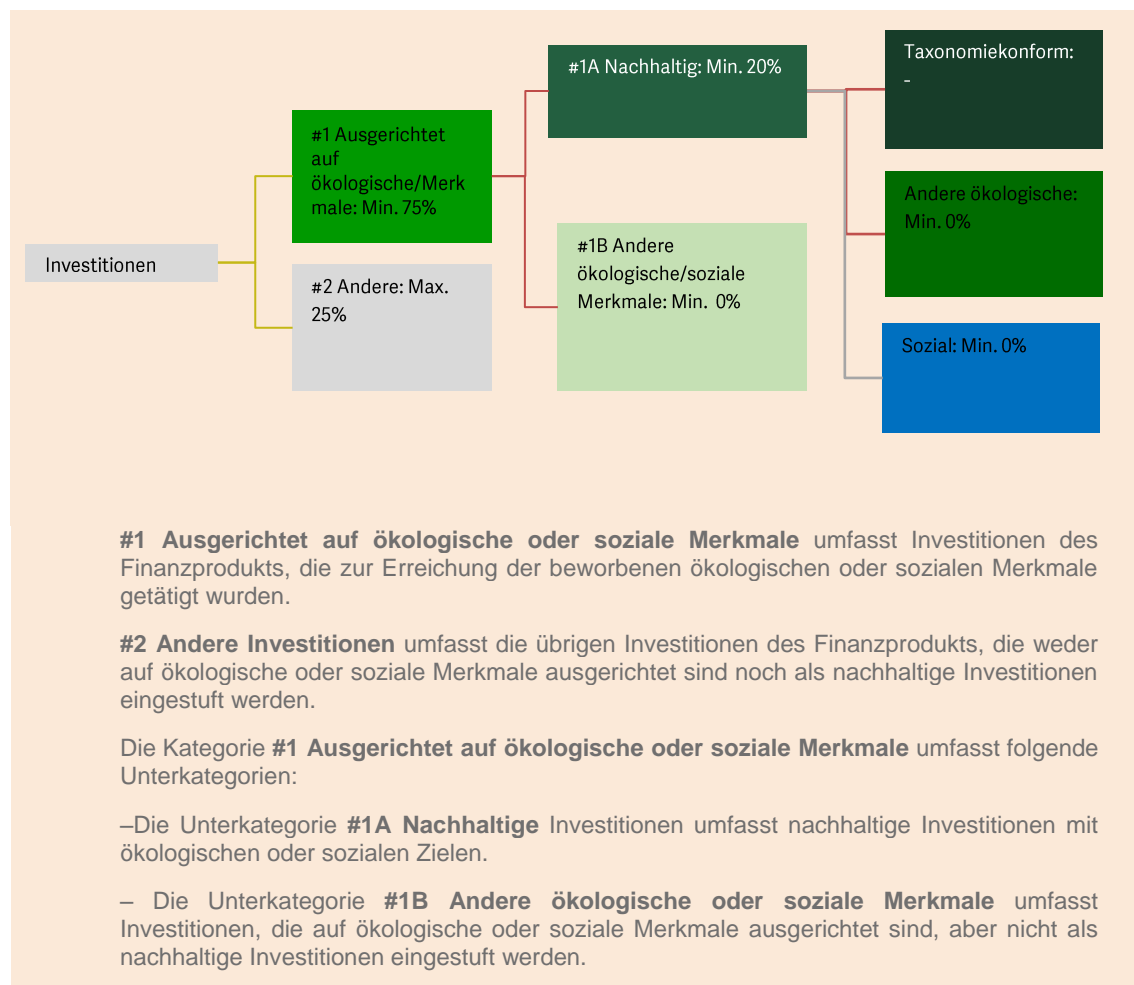 Investitionen
#1 Ausgerichtet
auf
ökologische/Merk
male: Min. 75%
#2 Andere: Max.
25%
#1A Nachhaltig: Min. 20%
#1B Andere
ökologische/soziale
Merkmale: Min. 0%
Taxonomiekonform:
-
Andere ökologische:
Min. 0%
Sozial: Min. 0%
#1 Ausgerichtet auf ökologische oder soziale Merkmale umfasst Investitionen des
Finanzprodukts, die zur Erreichung der beworbenen ökologischen oder sozialen Merkmale
getätigt wurden.
#2 Andere Investitionen umfasst die übrigen Investitionen des Finanzprodukts, die weder
auf ökologische oder soziale Merkmale ausgerichtet sind noch als nachhaltige Investitionen
eingestuft werden.
Die Kategorie #1 Ausgerichtet auf ökologische oder soziale Merkmale umfasst folgende
Unterkategorien:
–Die Unterkategorie #1A Nachhaltige Investitionen umfasst nachhaltige Investitionen mit
ökologischen oder sozialen Zielen.
– Die Unterkategorie #1B Andere ökologische oder soziale Merkmale umfasst
Investitionen, die auf ökologische oder soziale Merkmale ausgerichtet sind, aber nicht als
nachhaltige Investitionen eingestuft werden.